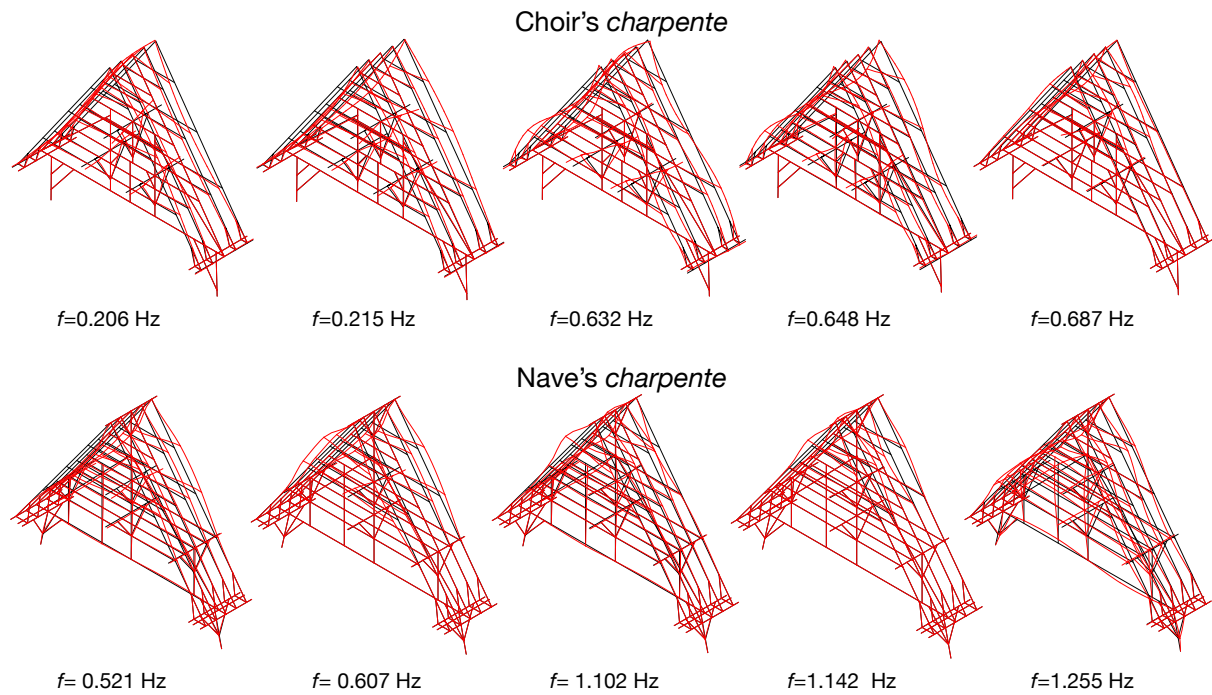 Choir's charpente
f=0.206 Hz
f=0.215 Hz
f=0.632 Hz
f=0.648 Hz
f=0.687 Hz
Nave's charpente
f= 0.521 Hz
f= 0.607 Hz
f= 1.102 Hz
f=1.142 Hz
f=1.255 Hz